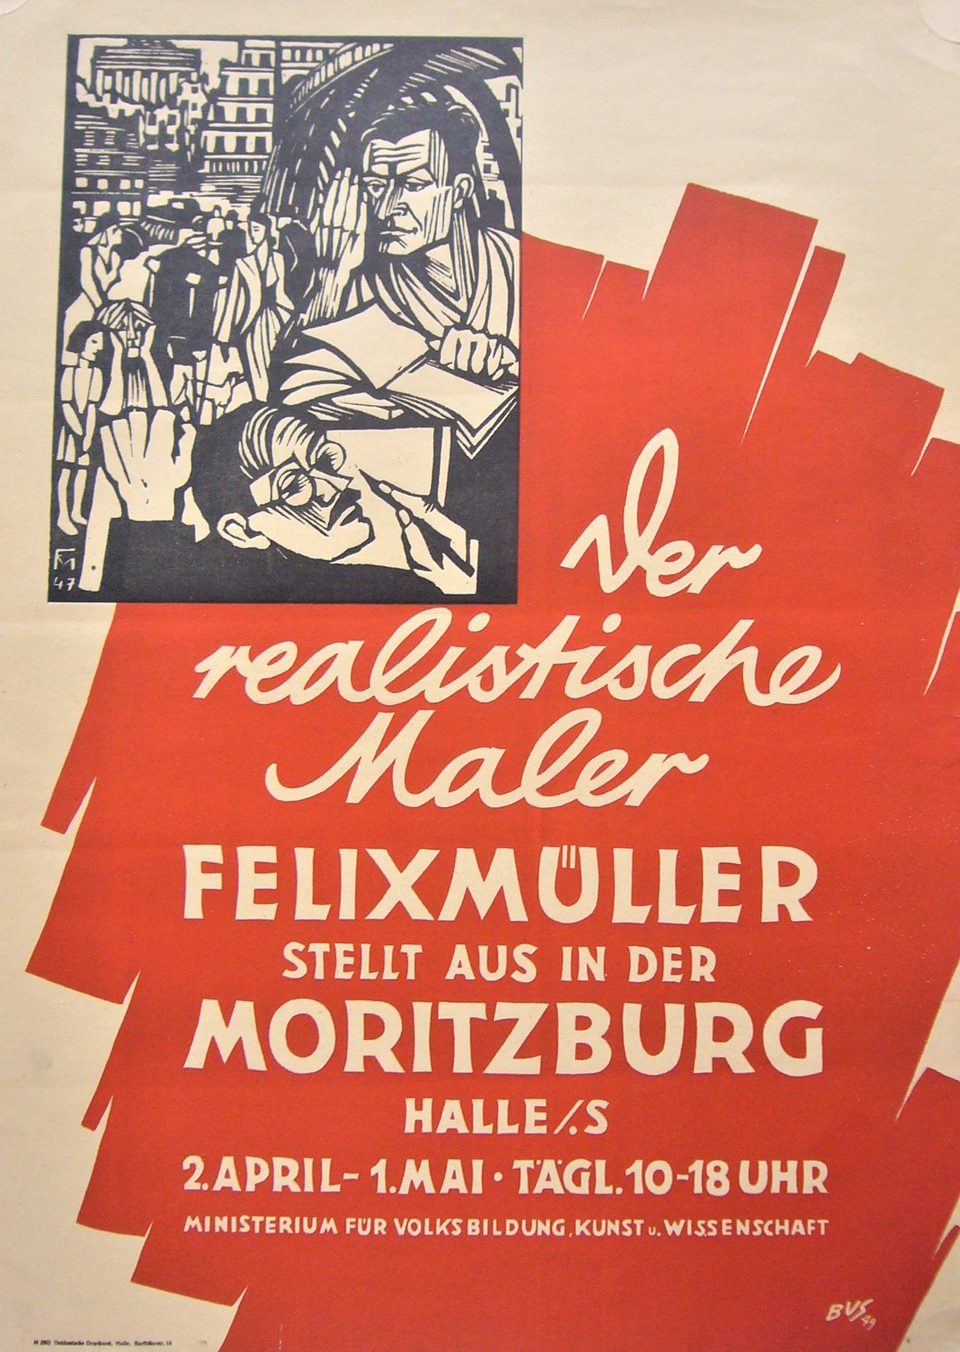 FM
47
Der
realistische
Maler
FELIXMÜLLER
STELLT AUS IN DER
MORITZBURG
HALLE/.S
2.APRIL- 1.MAI • TÄGL.10-18 UHR
MINISTERIUM FÜR VOLKSBILDUNG, KUNST u. WISSENSCHAFT
BVS
49
Halle,